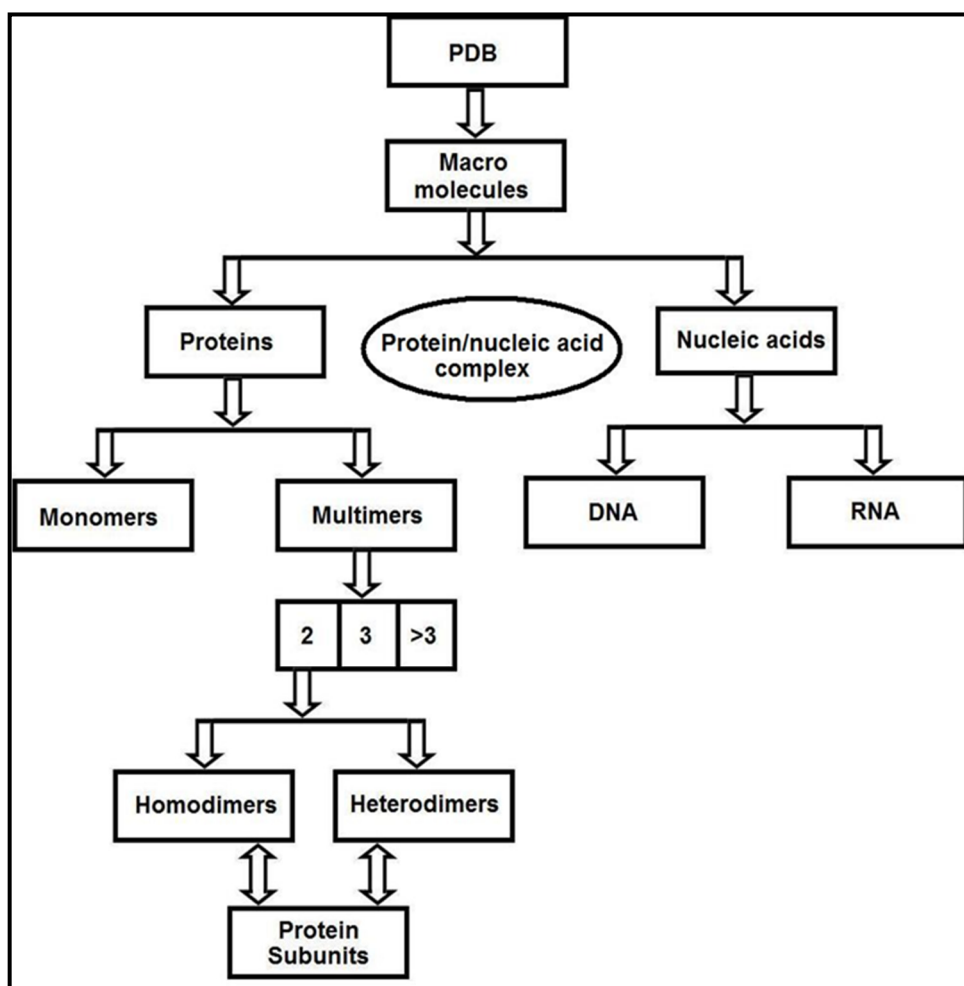 PDB
Macro
molecules
Proteins
Protein/nucleic acid
complex
Nucleic acids
Monomers
Multimers
DNA
RNA
2 3 >3
Homodimers
Heterodimers
Protein
Subunits